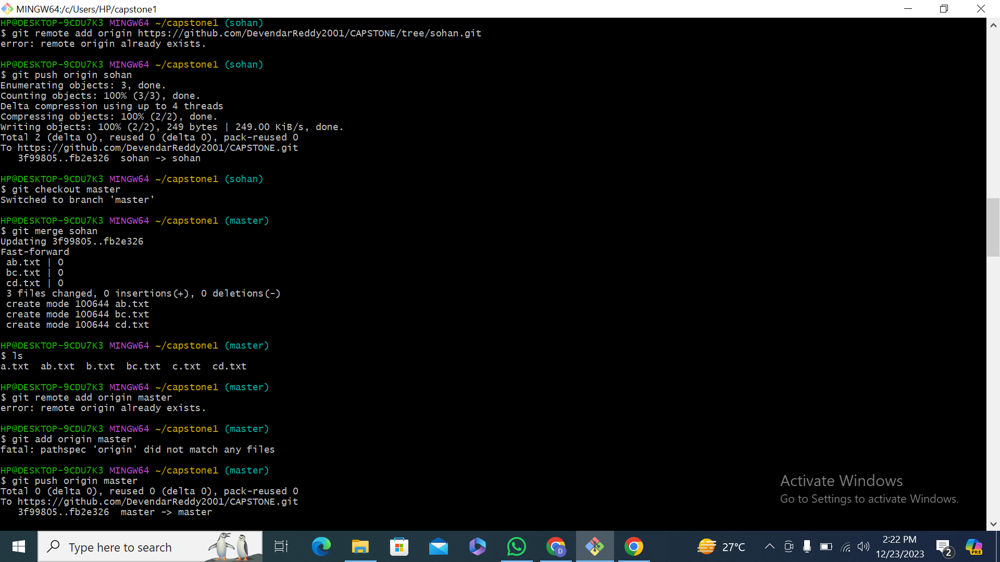 MINGW64:/c/Users/HP/capstone1
HP@DESKTOP-9CDU7K3 MINGW64 ~/capstone1 (sohan)
$ git remote add origin https://github.com/DevendarReddy2001/CAPSTONE/tree/sohan.git
error: remote origin already exists.
HP@DESKTOP-9CDU7K3 MINGW64 ~/capstone1 (sohan)
$ git push origin sohan
Enumerating objects: 3, done.
Counting objects: 100% (3/3), done.
Delta compression using up to 4 threads
Compressing objects: 100% (2/2), done.
Writing objects: 100% (2/2), 249 bytes | 249.00 KiB/s, done.
Total 2 (delta 0), reused 0 (delta 0), pack-reused 0
To https://github.com/DevendarReddy2001/CAPSTONE.git
   3f99805..fb2e326  sohan -> sohan
HP@DESKTOP-9CDU7K3 MINGW64 ~/capstone1 (sohan)
$ git checkout master
Switched to branch 'master'
HP@DESKTOP-9CDU7K3 MINGW64 ~/capstone1 (master)
$ git merge sohan
Updating 3f99805..fb2e326
Fast-forward
 ab.txt | 0
 bc.txt | 0
 cd.txt | 0
 3 files changed, 0 insertions(+), 0 deletions(-)
 create mode 100644 ab.txt
 create mode 100644 bc.txt
 create mode 100644 cd.txt
HP@DESKTOP-9CDU7K3 MINGW64 ~/capstone1 (master)
$ ls
a.txt  ab.txt  b.txt  bc.txt  c.txt  cd.txt
HP@DESKTOP-9CDU7K3 MINGW64 ~/capstone1 (master)
$ git remote add origin master
error: remote origin already exists.
HP@DESKTOP-9CDU7K3 MINGW64 ~/capstone1 (master)
$ git add origin master
fatal: pathspec 'origin' did not match any files
HP@DESKTOP-9CDU7K3 MINGW64 ~/capstone1 (master)
$ git push origin master
Total 0 (delta 0), reused 0 (delta 0), pack-reused 0
To https://github.com/DevendarReddy2001/CAPSTONE.git
   3f99805..fb2e326  master -> master
Activate Windows
Go to Settings to activate Windows.
Type here to search
D
27°C
2:22 PM
12/23/2023
2
PRE